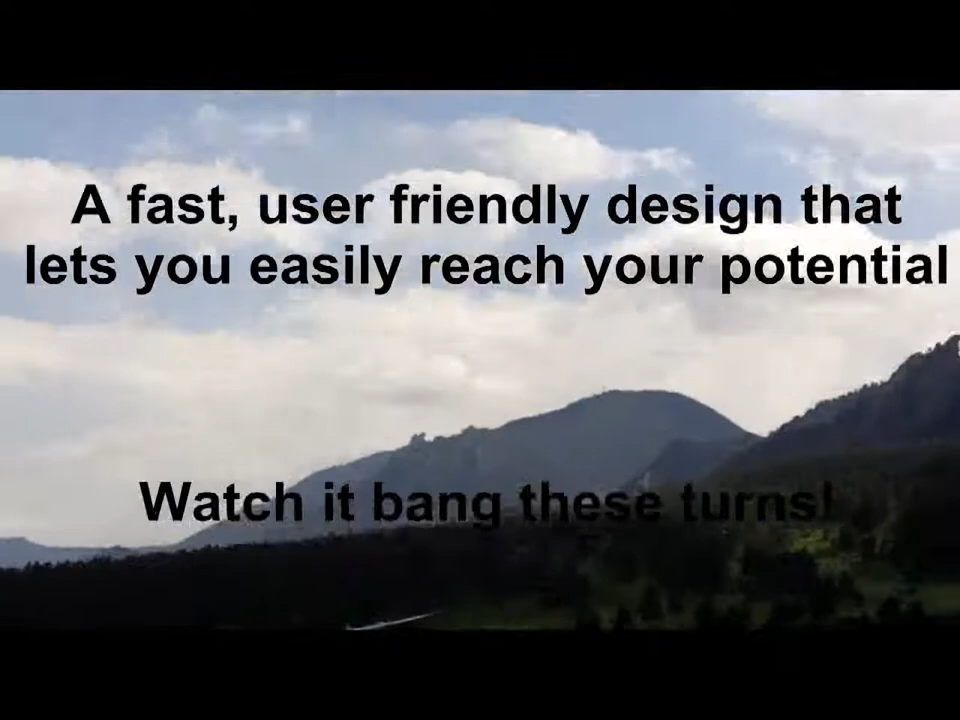 A fast, user friendly design that
lets you easily reach your potential
Watch it bang these turns!